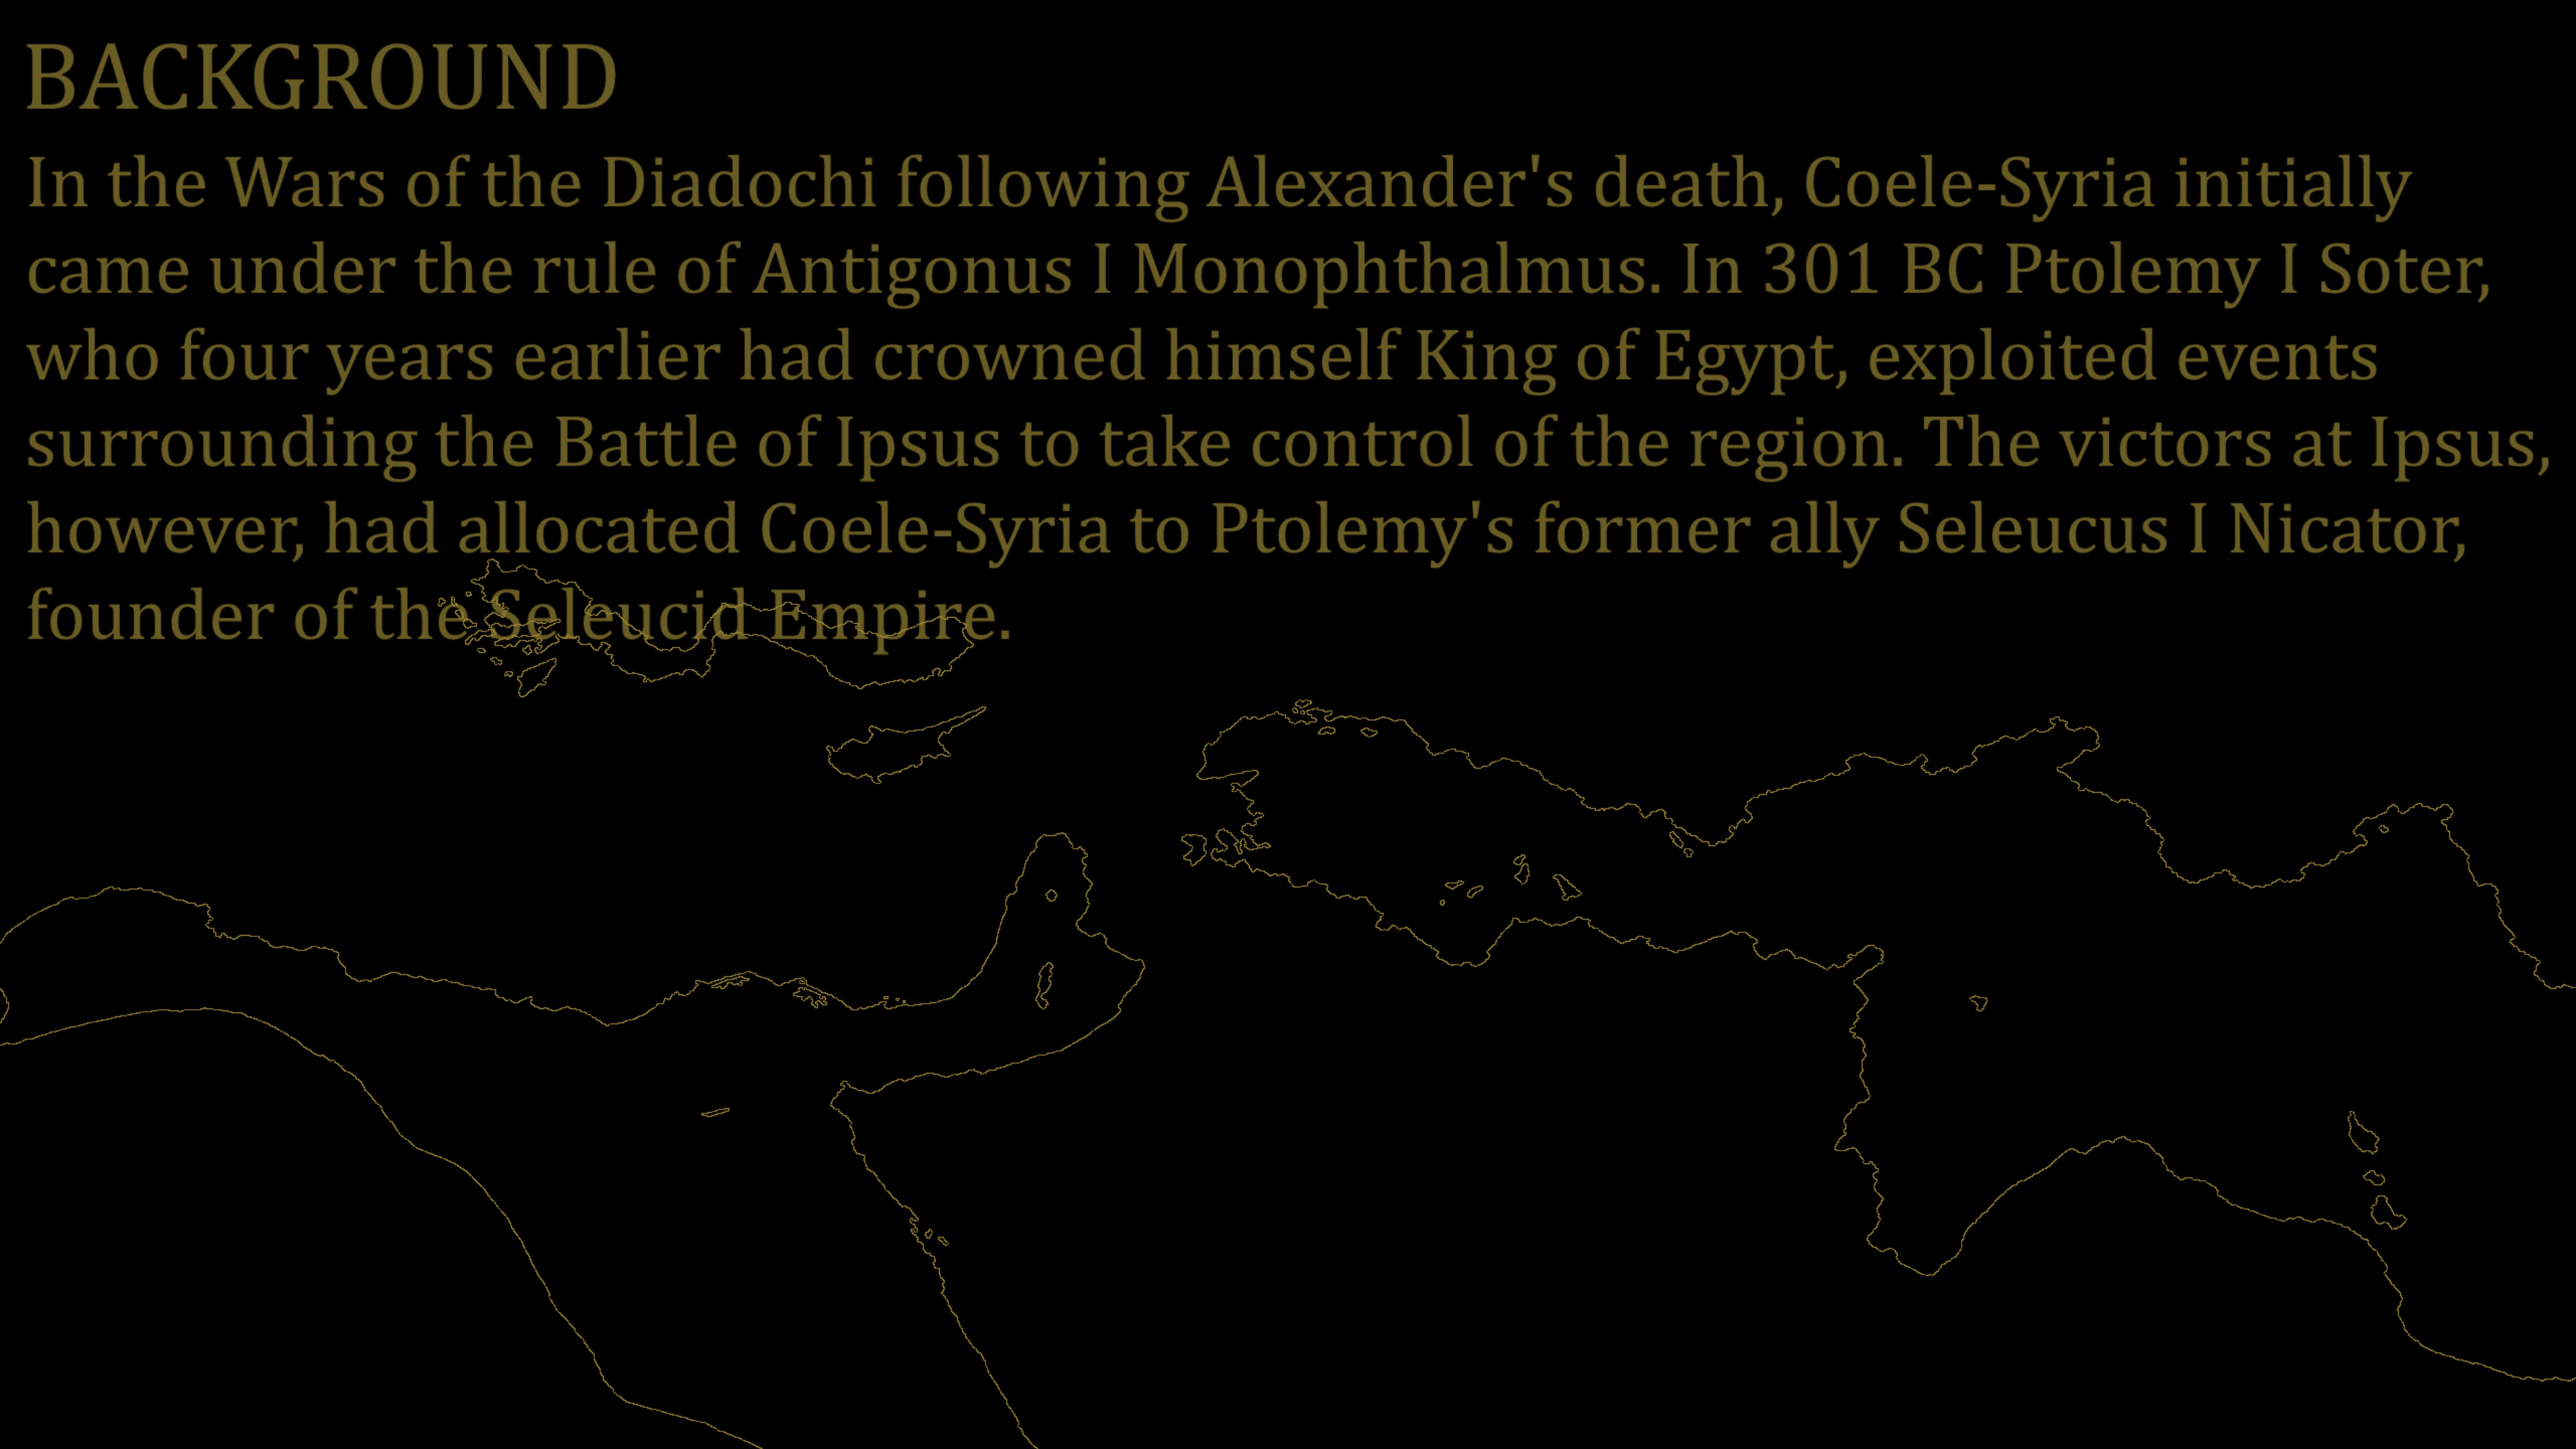 BACKGROUND
In the Wars of the Diadochi following Alexander's death, Coele-Syria initially
came under the rule of Antigonus I Monophthalmus. In 301 BC Ptolemy I Soter,
who four years earlier had crowned himself King of Egypt, exploited events
surrounding the Battle of Ipsus to take control of the region. The victors at Ipsus,
however, had allocated Coele-Syria to Ptolemy's former ally Seleucus I Nicator,
founder of the Seleucid Empire.